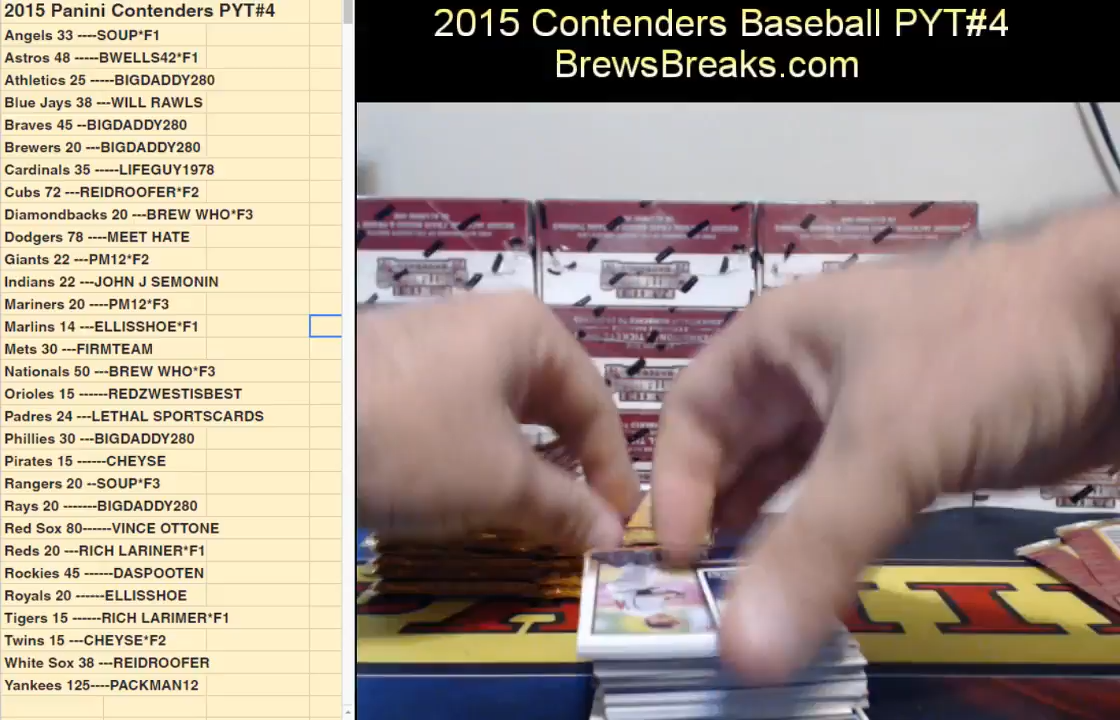 2015 Panini Contenders PYT#4
Angels 33 ----SOUP*F1
Astros 48 -----BWELLS42*F1
Athletics 25 -----BIGDADDY280
Blue Jays 38 ---WILL RAWLS
Braves 45 --BIGDADDY280
Brewers 20 ---BIGDADDY280
Cardinals 35 -----LIFEGUY1978
Cubs 72 ---REIDROOFER*F2
Diamondbacks 20 ---BREW WHO*F3
Dodgers 78 ----MEET HATE
Giants 22 ---PM12*F2
Indians 22 ---JOHN J SEMONIN
Mariners 20 ----PM12*F3
Marlins 14 ---ELLISSHOE*F1
Mets 30 ---FIRMTEAM
Nationals 50 ---BREW WHO*F3
Orioles 15 ------REDZWESTISBEST
Padres 24 ---LETHAL SPORTSCARDS
Phillies 30 ---BIGDADDY280
Pirates 15 ------CHEYSE
Rangers 20 --SOUP*F3
Rays 20 -------BIGDADDY280
Red Sox 80------VINCE OTTONE
Reds 20 ---RICH LARINER*F1
Rockies 45 ------DASPOOTEN
Royals 20 -----ELLISSHOE
Tigers 15 ------RICH LARIMER*F1
Twins 15 ---CHEYSE*F2
White Sox 38 ---REIDROOFER
Yankees 125----PACKMAN12
2015 Contenders Baseball PYT#4
BrewsBreaks.com